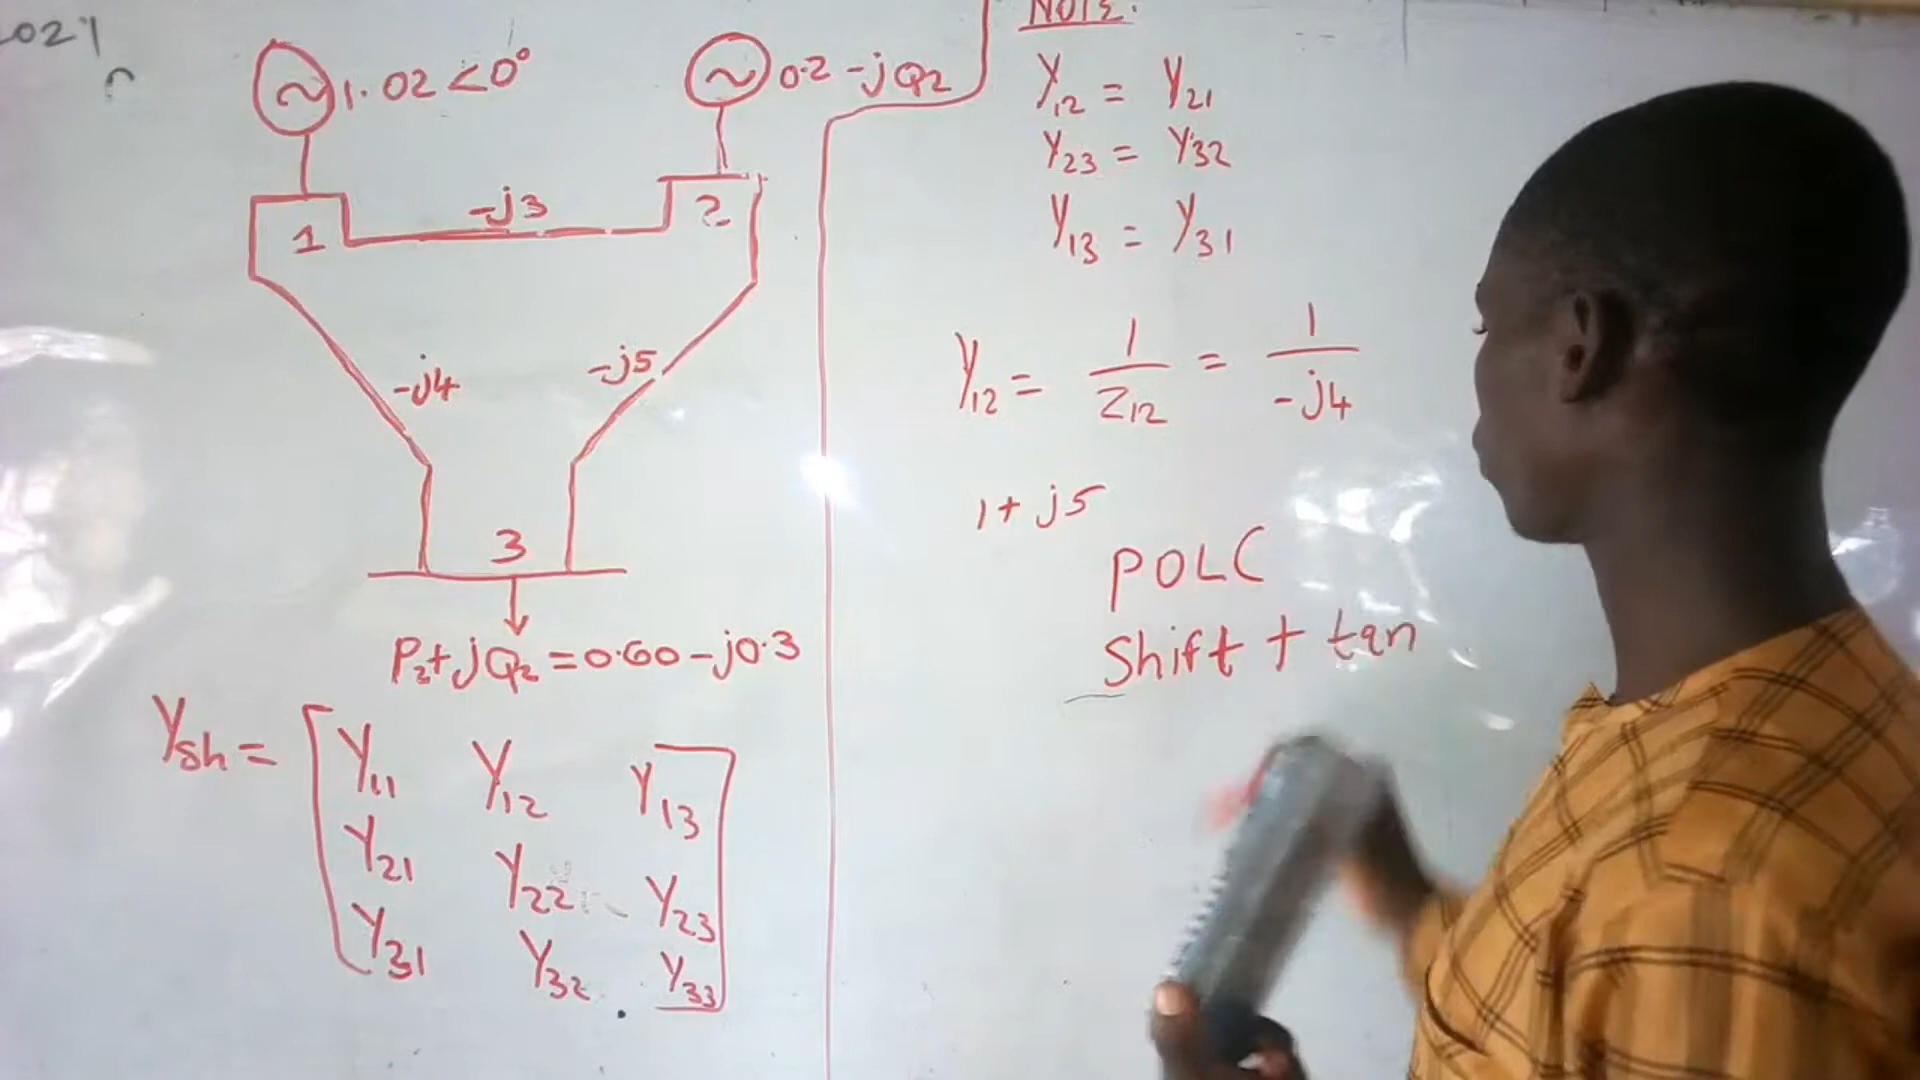 2024
1.02 <0°
0.2 - jQ2
-j3
1
2
-j4
-j5
3
P2 + jQ2 = 0.60 - j0.3
Ysh = [ Y11 Y12 Y13
Y21 Y22 Y23
Y31 Y32 Y33 ]
NOTE:
Y12 = Y21
Y23 = Y32
Y13 = Y31
Y12 = 1/Z12 = 1/-j4
1 + j5
POL(
Shift + tan